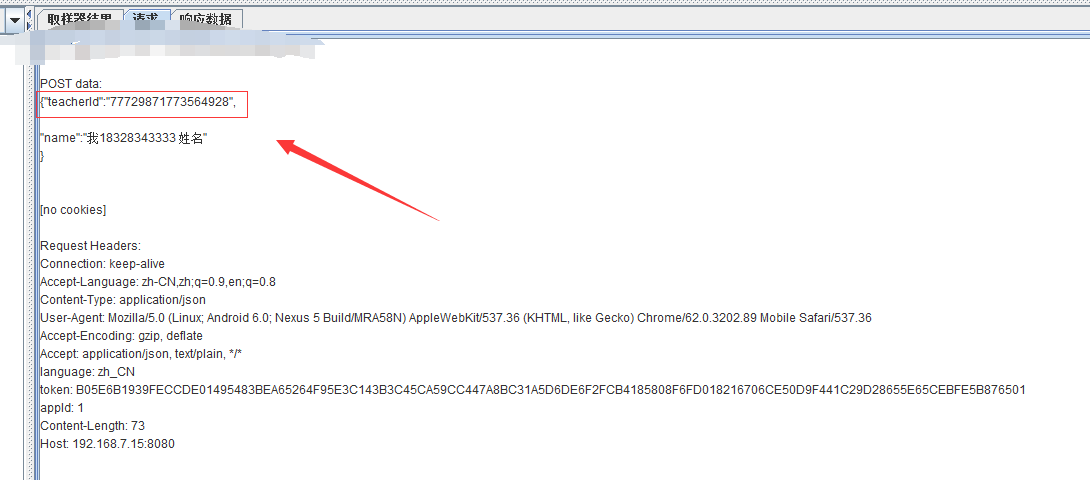 取样器结果 请求 响应数据
POST data:
{"teacherId":"77729871773564928",
"name":"我18328343333 姓名"
}
[no cookies]
Request Headers:
Connection: keep-alive
Accept-Language: zh-CN,zh;q=0.9,en;q=0.8
Content-Type: application/json
User-Agent: Mozilla/5.0 (Linux; Android 6.0; Nexus 5 Build/MRA58N) AppleWebKit/537.36 (KHTML, like Gecko) Chrome/62.0.3202.89 Mobile Safari/537.36
Accept-Encoding: gzip, deflate
Accept: application/json, text/plain, */*
language: zh_CN
token: B05E6B1939FECCDE01495483BEA65264F95E3C143B3C45CA59CC447A8BC31A5D6DE6F2FCB4185808F6FD018216706CE50D9F441C29D28655E65CEBFE5B876501
appId: 1
Content-Length: 73
Host: 192.168.7.15:8080